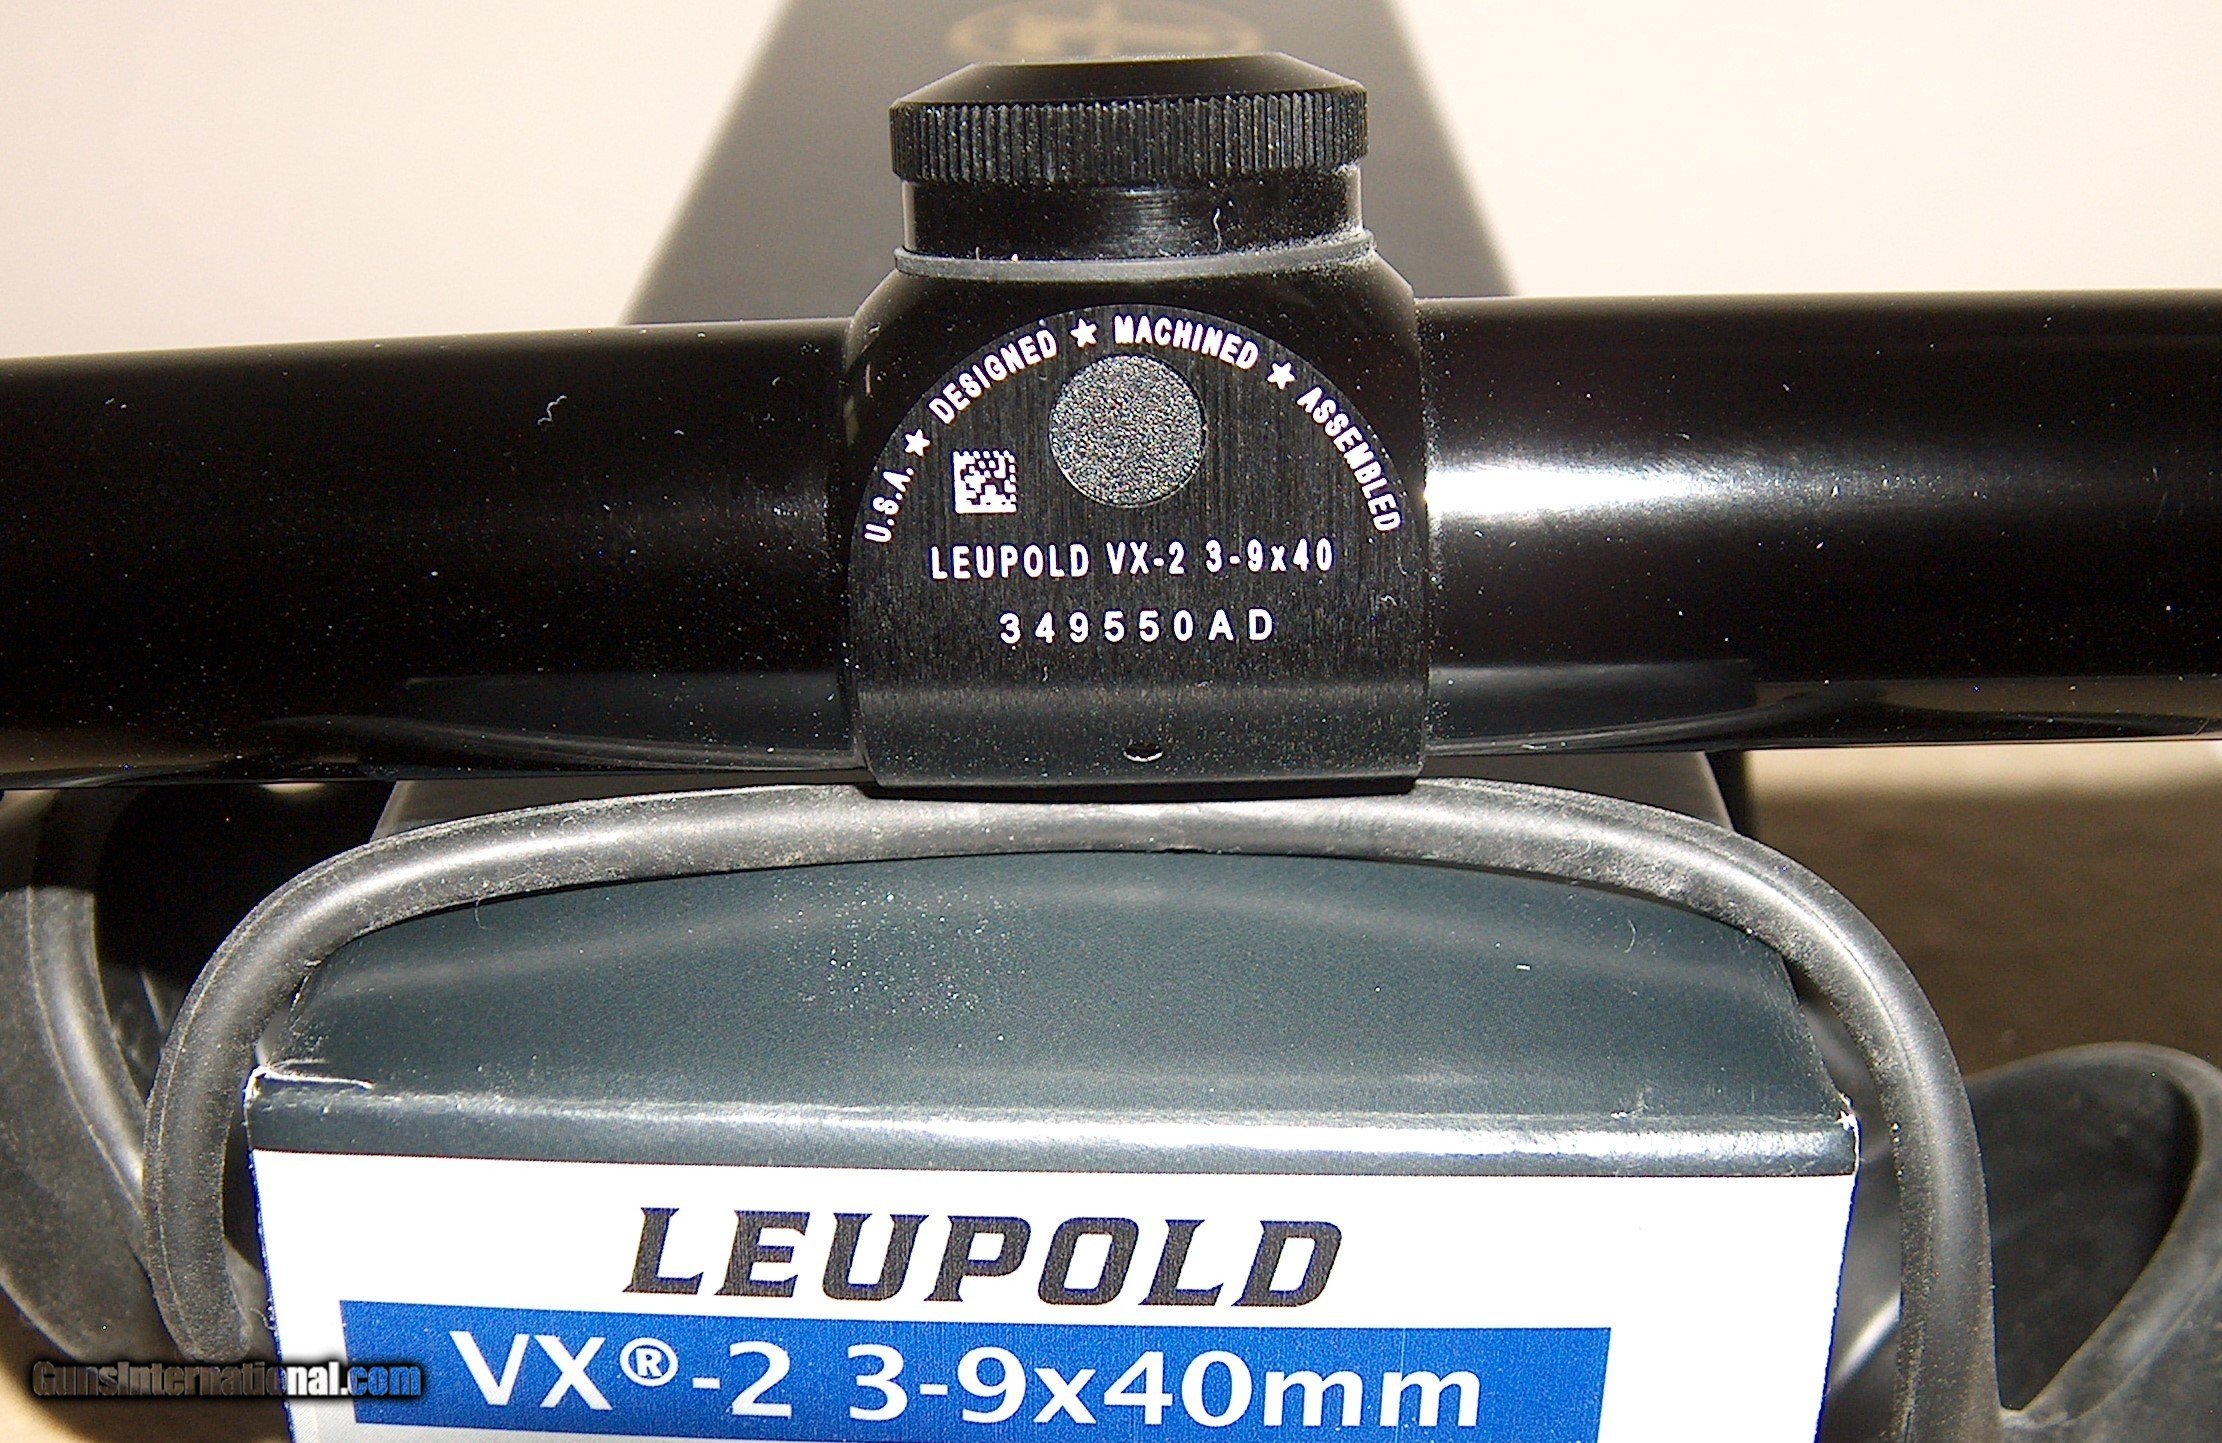 U.S.A. ★ DESIGNED ★ MACHINED ★ ASSEMBLED
LEUPOLD VX-2 3-9x40
349550AD
LEUPOLD
VX®-2 3-9x40mm
GunsInternational.com